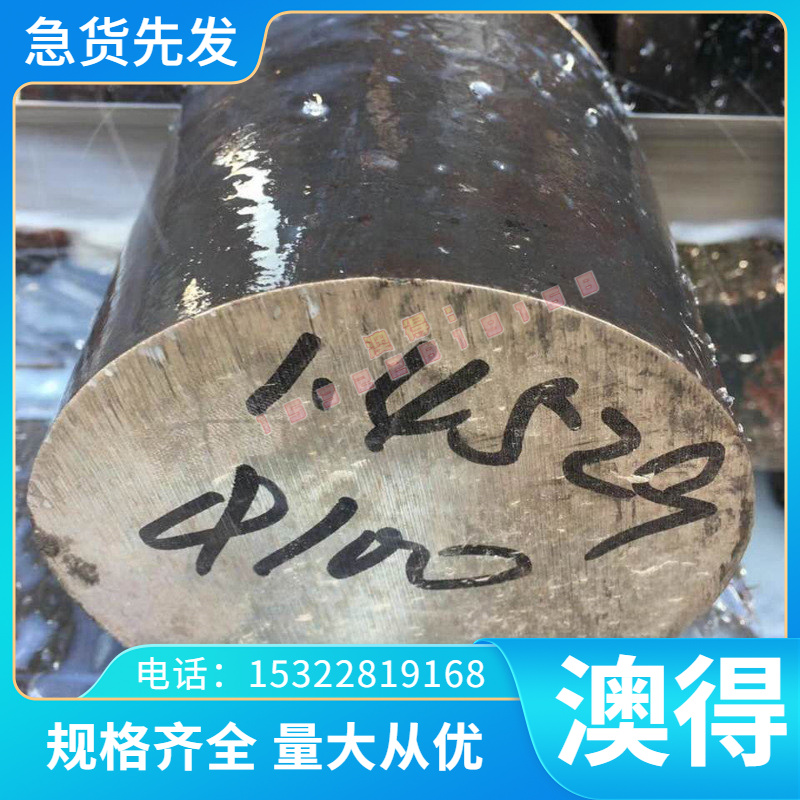 急货先发
1.4529
Φ100
电话：15322819168
规格齐全 量大从优
澳得